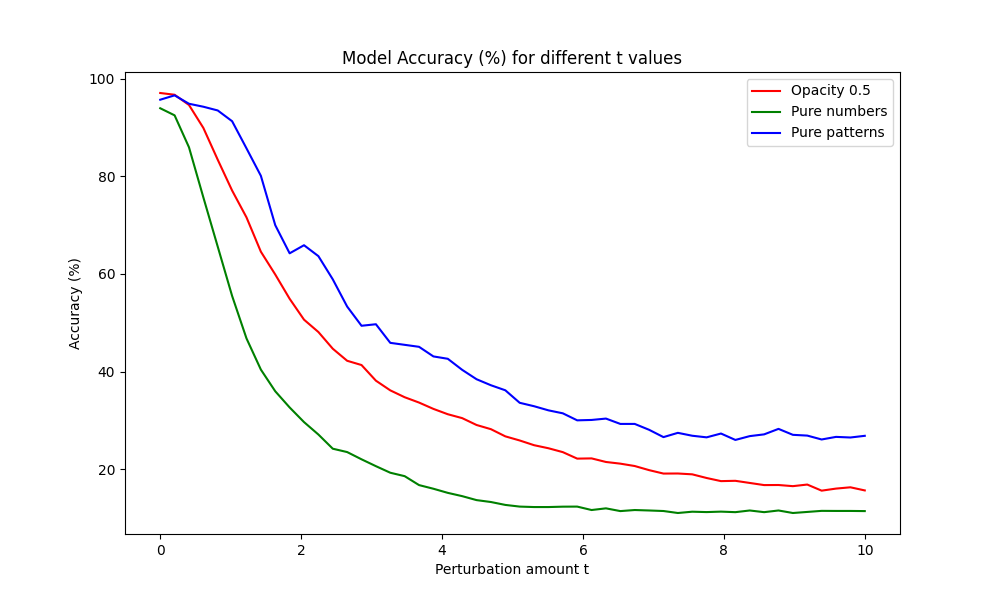 Model Accuracy (%) for different t values
Opacity 0.5
Pure numbers
Pure patterns
Accuracy (%)
100
80
60
40
20
0 2 4 6 8 10
Perturbation amount t